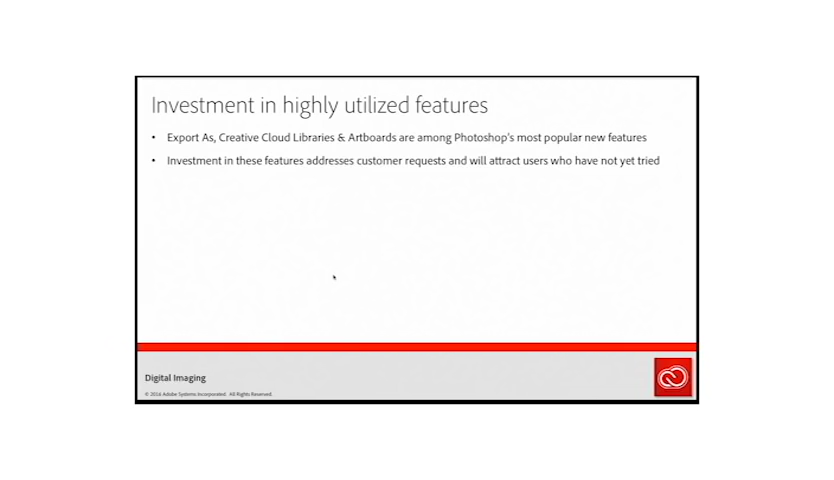 Investment in highly utilized features
• Export As, Creative Cloud Libraries & Artboards are among Photoshop's most popular new features
• Investment in these features addresses customer requests and will attract users who have not yet tried
Digital Imaging
© 2014 Adobe Systems Incorporated. All Rights Reserved.